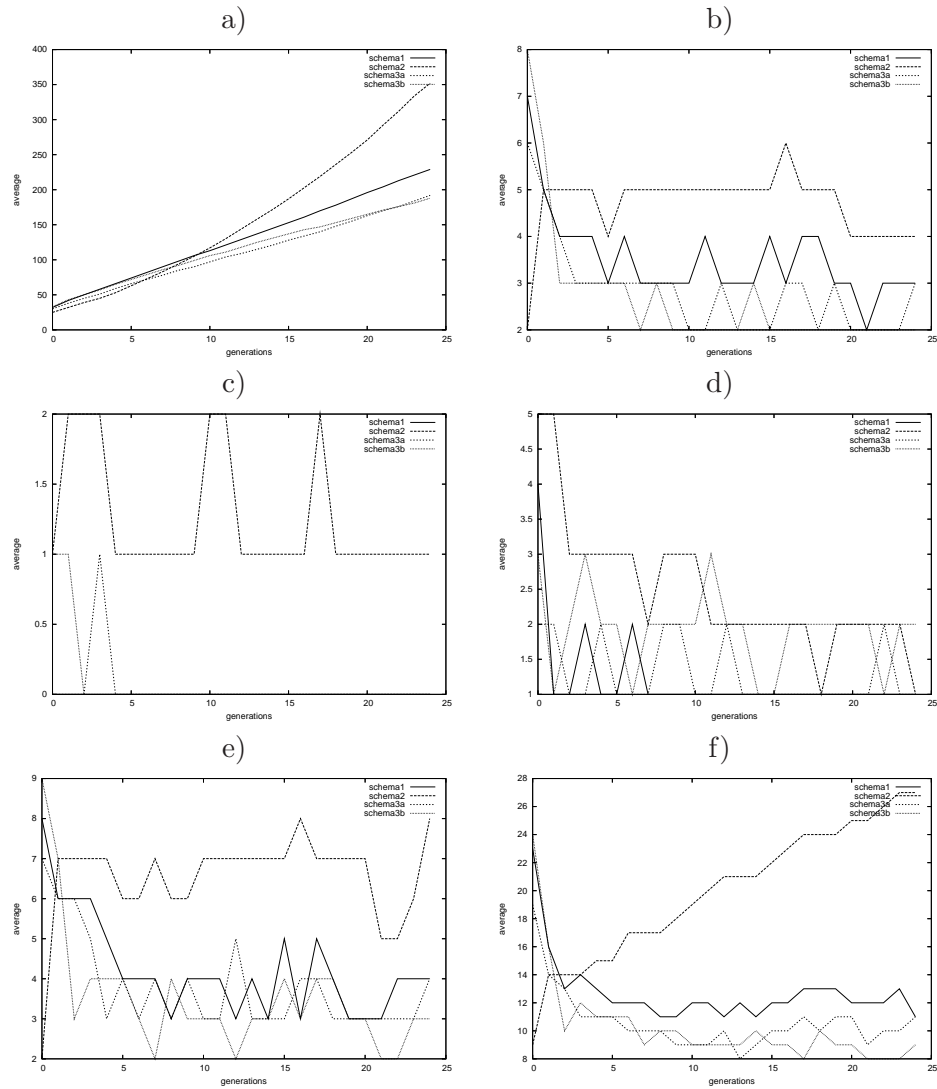 a)
400
350
300
250
200
150
100
50
0
average
0 5 10 15 20 25
generations
schema1
schema2
schema3a
schema3b
b)
8
7
6
5
4
3
2
average
0 5 10 15 20 25
generations
schema1
schema2
schema3a
schema3b
c)
2
1.5
1
0.5
0
average
0 5 10 15 20 25
generations
schema1
schema2
schema3a
schema3b
d)
5
4.5
4
3.5
3
2.5
2
1.5
1
average
0 5 10 15 20 25
generations
schema1
schema2
schema3a
schema3b
e)
9
8
7
6
5
4
3
2
average
0 5 10 15 20 25
generations
schema1
schema2
schema3a
schema3b
f)
28
26
24
22
20
18
16
14
12
10
8
average
0 5 10 15 20 25
generations
schema1
schema2
schema3a
schema3b